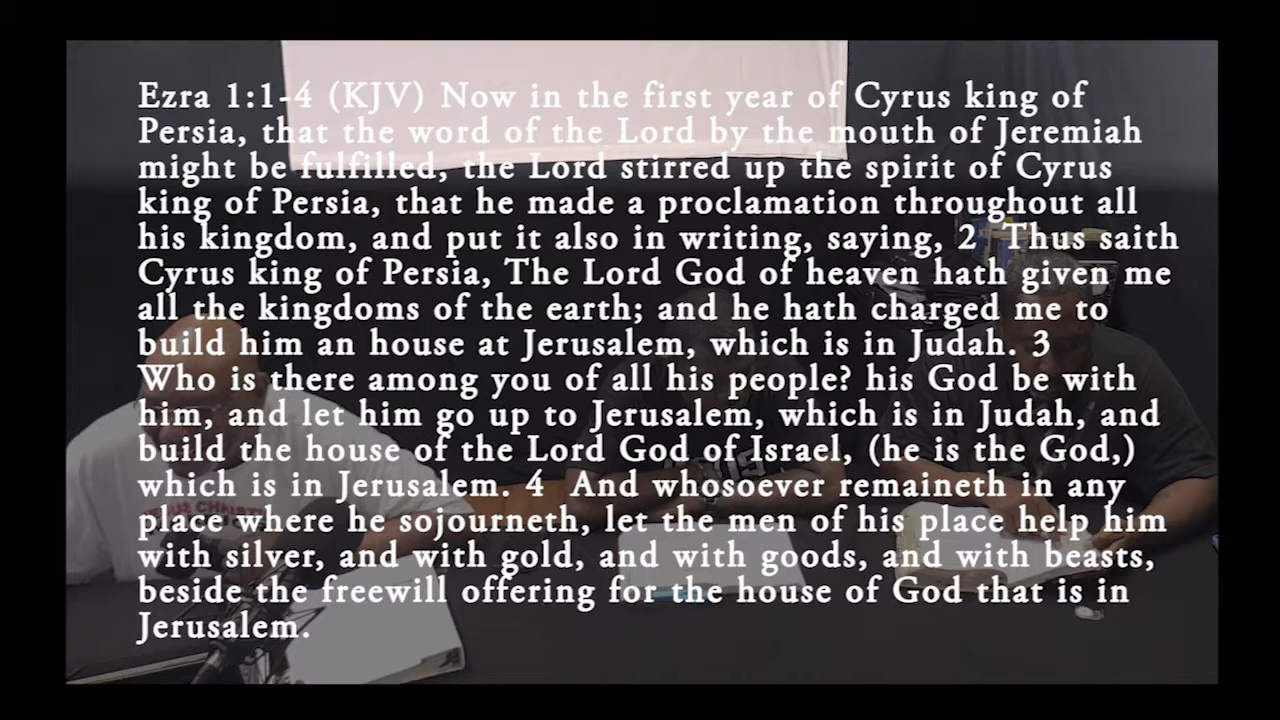 Ezra 1:1-4 (KJV) Now in the first year of Cyrus king of
Persia, that the word of the Lord by the mouth of Jeremiah
might be fulfilled, the Lord stirred up the spirit of Cyrus
king of Persia, that he made a proclamation throughout all
his kingdom, and put it also in writing, saying, 2  Thus saith
Cyrus king of Persia, The Lord God of heaven hath given me
all the kingdoms of the earth; and he hath charged me to
build him an house at Jerusalem, which is in Judah. 3
Who is there among you of all his people? his God be with
him, and let him go up to Jerusalem, which is in Judah, and
build the house of the Lord God of Israel, (he is the God,)
which is in Jerusalem. 4  And whosoever remaineth in any
place where he sojourneth, let the men of his place help him
with silver, and with gold, and with goods, and with beasts,
beside the freewill offering for the house of God that is in
Jerusalem.